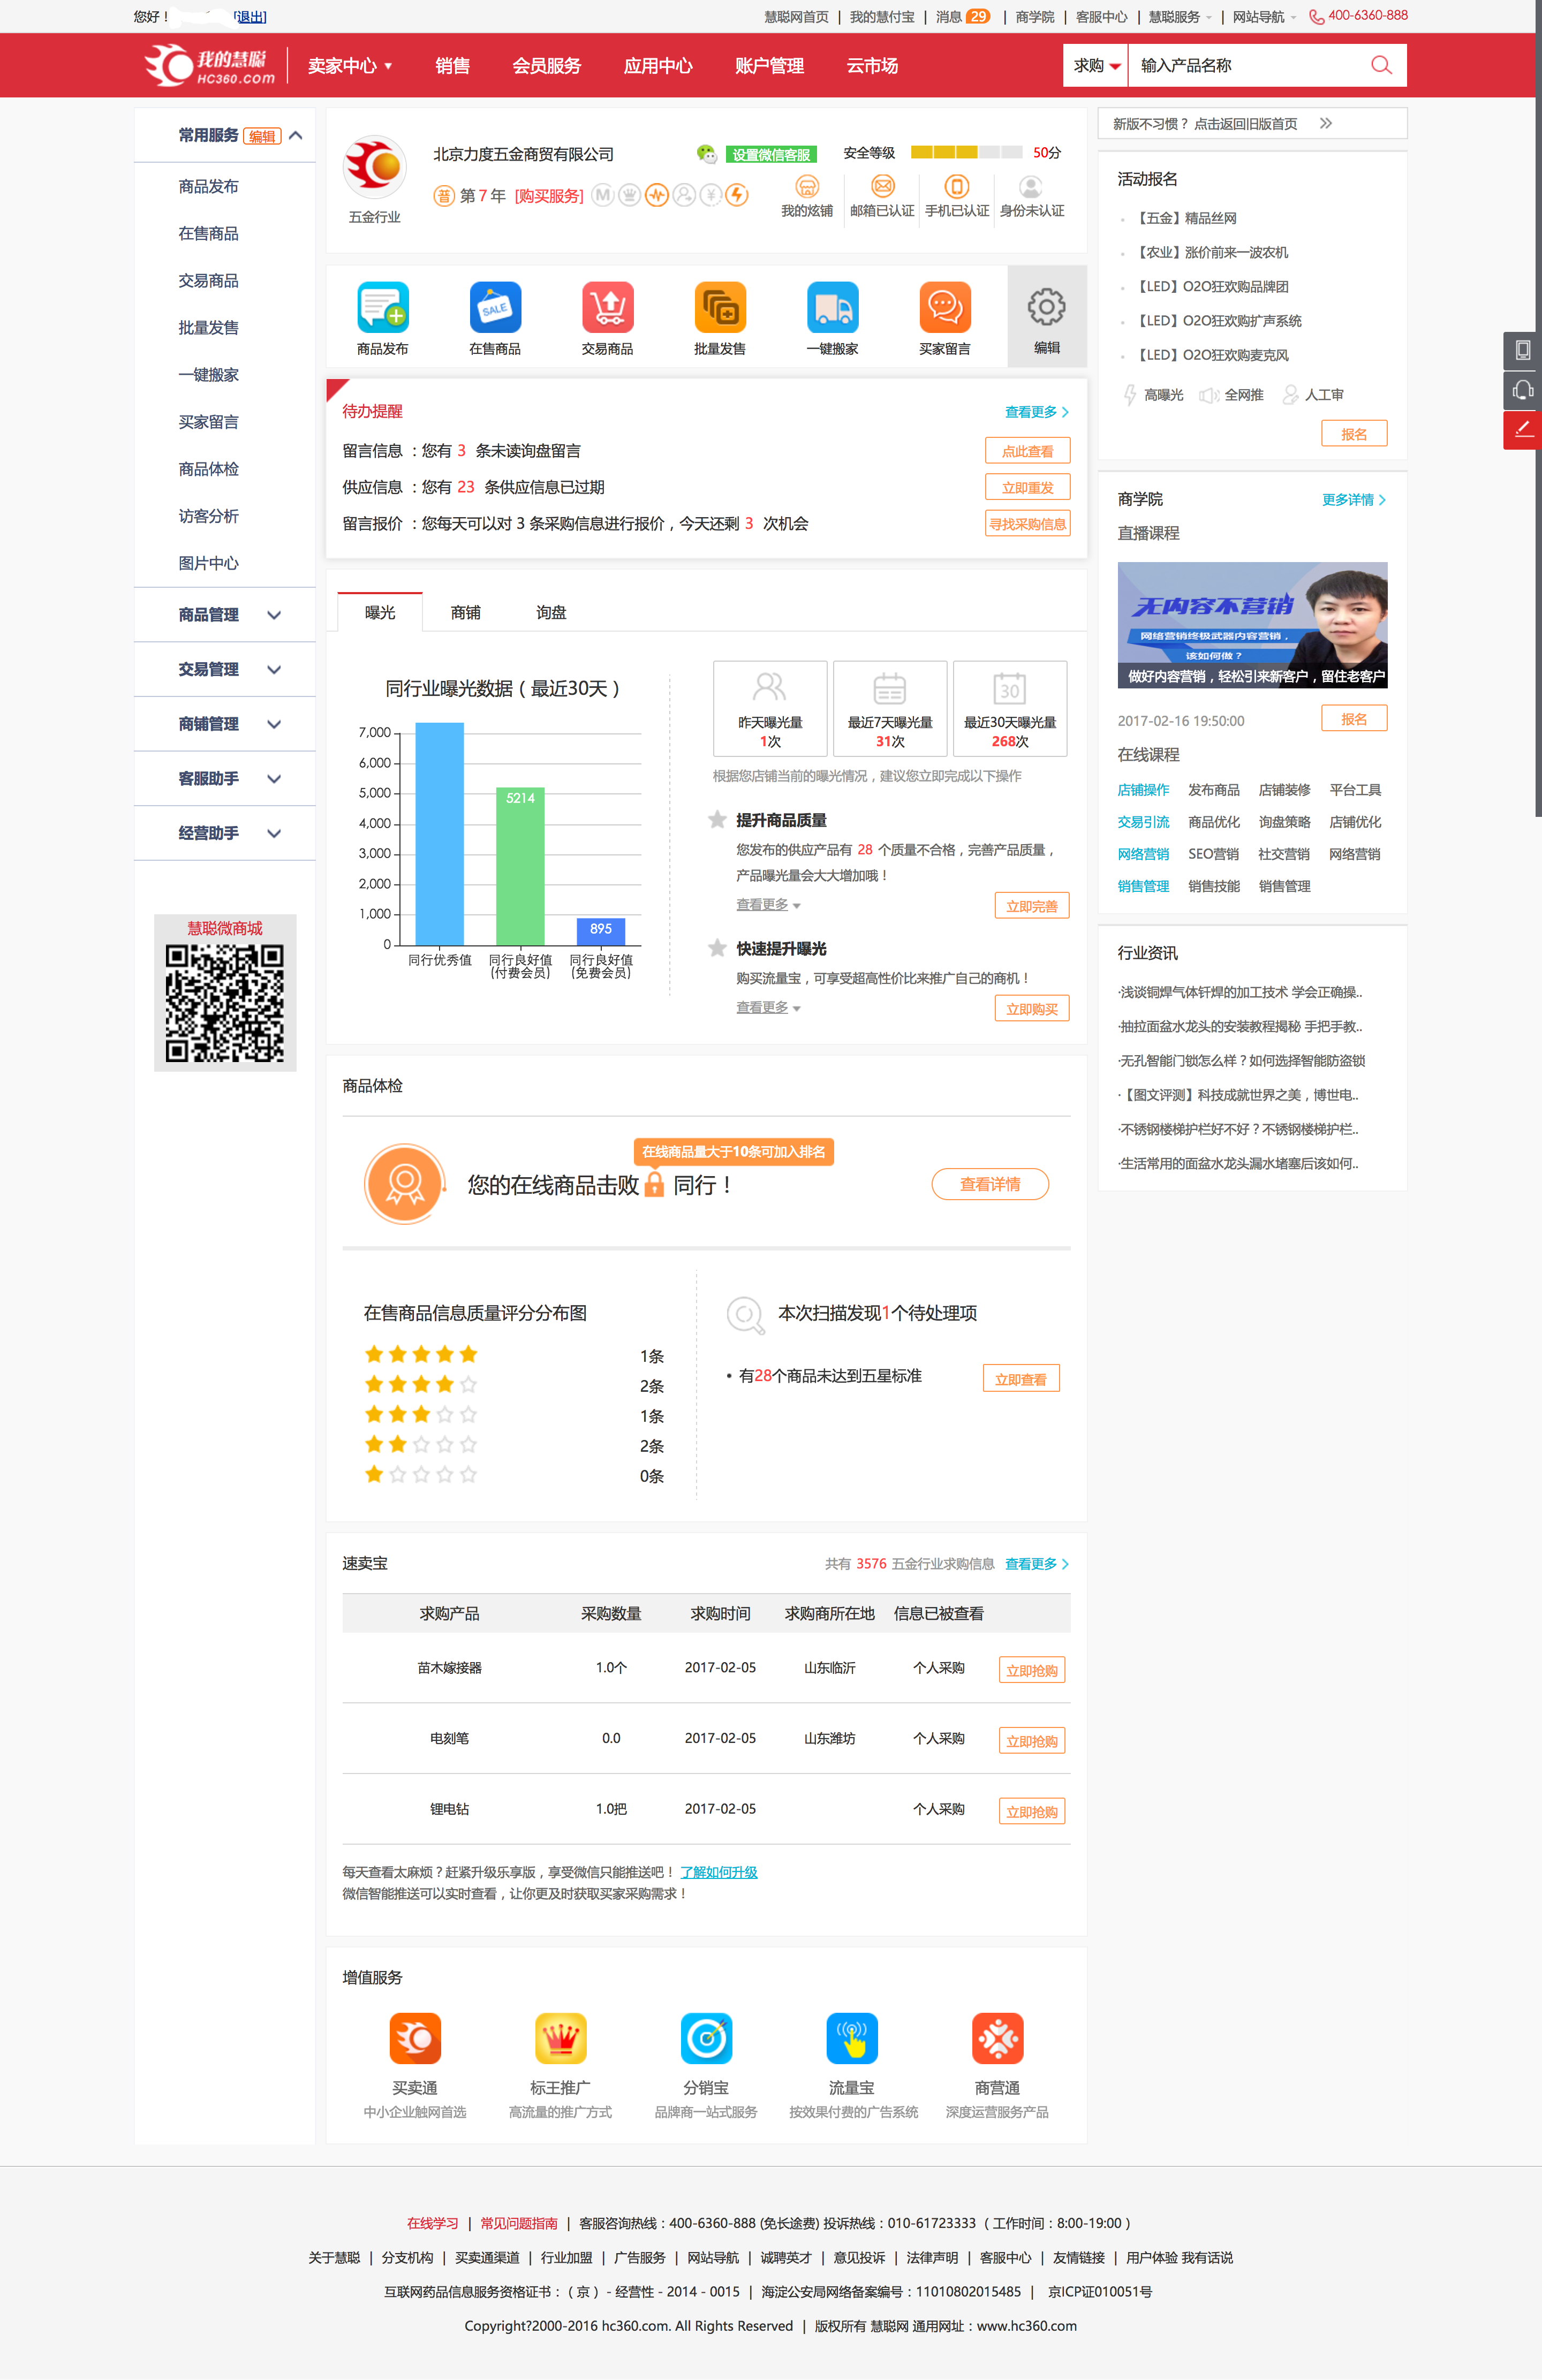 您好！ [退出]
慧聪网首页 | 我的慧付宝 | 消息 29 | 商学院 | 客服中心 | 慧聪服务 | 网站导航 400-6360-888
我的慧聪
HC360.com
卖家中心 销售 会员服务 应用中心 账户管理 云市场
求购 输入产品名称
常用服务 编辑
商品发布
在售商品
交易商品
批量发售
一键搬家
买家留言
商品体检
访客分析
图片中心
商品管理
交易管理
商铺管理
客服助手
经营助手
慧聪微商城
五金行业
北京力度五金商贸有限公司
普 第 7 年 [购买服务] M
设置微信客服 安全等级 50分
我的炫铺 邮箱已认证 手机已认证 身份未认证
SALE
商品发布 在售商品 交易商品 批量发售 一键搬家 买家留言 编辑
待办提醒 查看更多
留言信息 ：您有 3 条未读询盘留言 点此查看
供应信息 ：您有 23 条供应信息已过期 立即重发
留言报价 ：您每天可以对 3 条采购信息进行报价，今天还剩 3 次机会 寻找采购信息
曝光 商铺 询盘
同行业曝光数据（最近30天）
7,000
6,000
5,000
4,000
3,000
2,000
1,000
0
5214
895
同行优秀值 同行良好值 同行良好值
(付费会员) (免费会员)
30
昨天曝光量 最近7天曝光量 最近30天曝光量
1次 31次 268次
根据您店铺当前的曝光情况，建议您立即完成以下操作
提升商品质量
您发布的供应产品有 28 个质量不合格，完善产品质量，
产品曝光量会大大增加哦！
查看更多 立即完善
快速提升曝光
购买流量宝，可享受超高性价比来推广自己的商机！
查看更多 立即购买
商品体检
在线商品量大于10条可加入排名
您的在线商品击败 同行！ 查看详情
在售商品信息质量评分分布图
1条
2条
1条
2条
0条
本次扫描发现1个待处理项
• 有28个商品未达到五星标准 立即查看
速卖宝 共有 3576 五金行业求购信息 查看更多
求购产品 采购数量 求购时间 求购商所在地 信息已被查看
苗木嫁接器 1.0个 2017-02-05 山东临沂 个人采购 立即抢购
电刻笔 0.0 2017-02-05 山东潍坊 个人采购 立即抢购
锂电钻 1.0把 2017-02-05 个人采购 立即抢购
每天查看太麻烦？赶紧升级乐享版，享受微信只能推送吧！ 了解如何升级
微信智能推送可以实时查看，让你更及时获取买家采购需求！
增值服务
买卖通 标王推广 分销宝 流量宝 商营通
中小企业触网首选 高流量的推广方式 品牌商一站式服务 按效果付费的广告系统 深度运营服务产品
新版不习惯？ 点击返回旧版首页
活动报名
【五金】精品丝网
【农业】涨价前来一波农机
【LED】O2O狂欢购品牌团
【LED】O2O狂欢购扩声系统
【LED】O2O狂欢购麦克风
高曝光 全网推 人工审
报名
商学院 更多详情
直播课程
无内容不营销
网络营销终极武器内容营销，
该如何做？
做好内容营销，轻松引来新客户，留住老客户
2017-02-16 19:50:00 报名
在线课程
店铺操作 发布商品 店铺装修 平台工具
交易引流 商品优化 询盘策略 店铺优化
网络营销 SEO营销 社交营销 网络营销
销售管理 销售技能 销售管理
行业资讯
·浅谈铜焊气体钎焊的加工技术 学会正确操..
·抽拉面盆水龙头的安装教程揭秘 手把手教..
·无孔智能门锁怎么样？如何选择智能防盗锁
·【图文评测】科技成就世界之美，博世电..
·不锈钢楼梯护栏好不好？不锈钢楼梯护栏..
·生活常用的面盆水龙头漏水堵塞后该如何..
在线学习 | 常见问题指南 | 客服咨询热线：400-6360-888 (免长途费) 投诉热线：010-61723333 （ 工作时间：8:00-19:00 ）
关于慧聪 | 分支机构 | 买卖通渠道 | 行业加盟 | 广告服务 | 网站导航 | 诚聘英才 | 意见投诉 | 法律声明 | 客服中心 | 友情链接 | 用户体验 我有话说
互联网药品信息服务资格证书：（ 京 ） - 经营性 - 2014 - 0015 | 海淀公安局网络备案编号：11010802015485 | 京ICP证010051号
Copyright?2000-2016 hc360.com. All Rights Reserved | 版权所有 慧聪网 通用网址：www.hc360.com